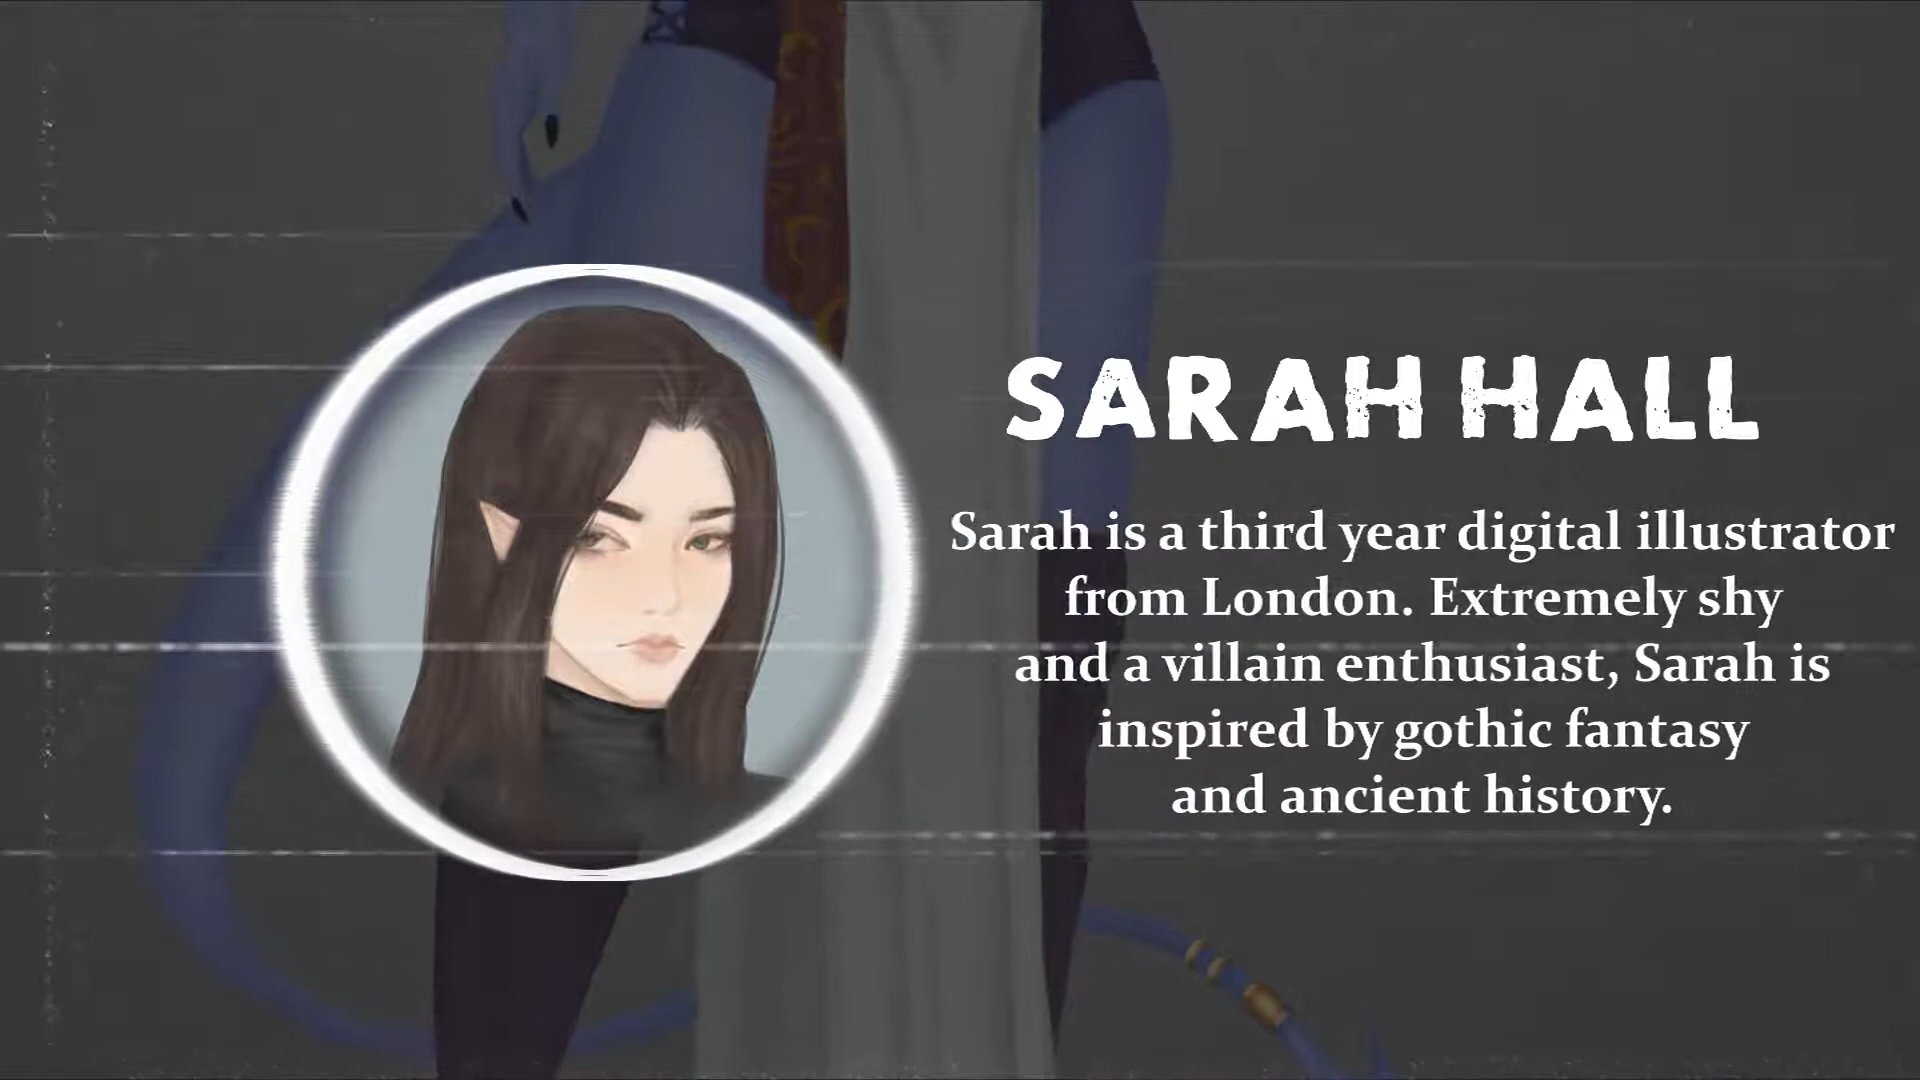 SARAH HALL
Sarah is a third year digital illustrator
from London. Extremely shy
and a villain enthusiast, Sarah is
inspired by gothic fantasy
and ancient history.